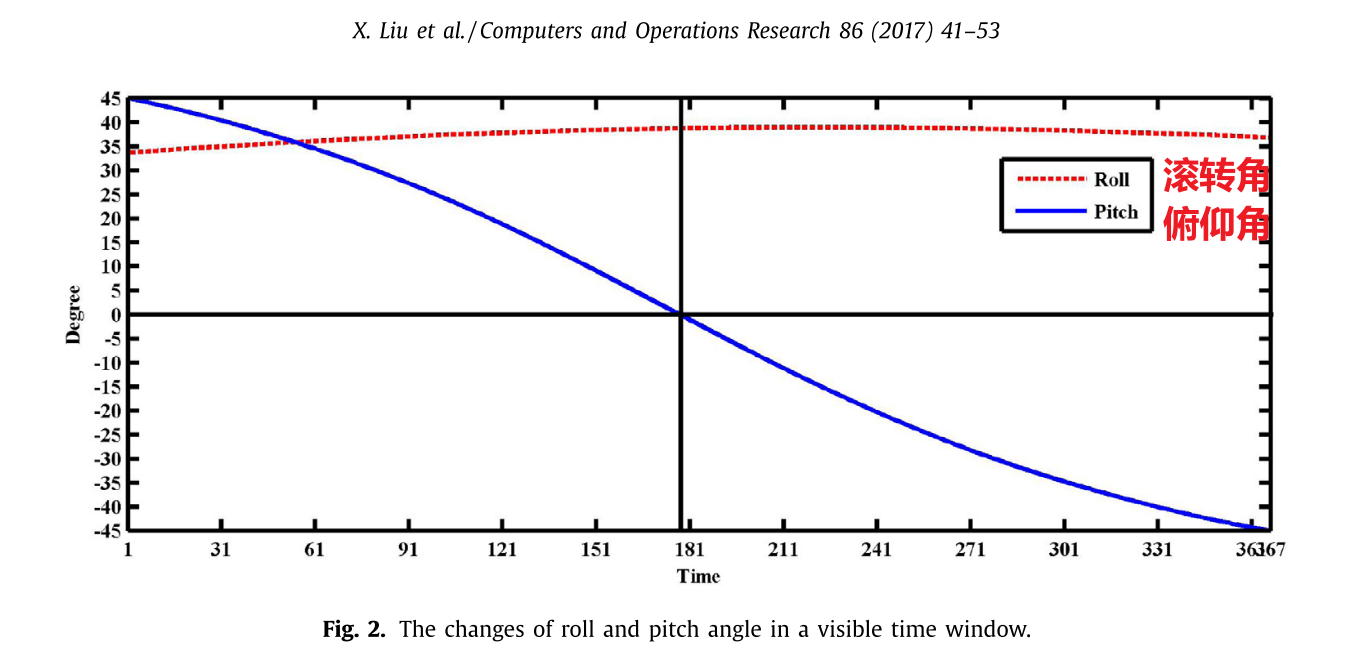 X. Liu et al. / Computers and Operations Research 86 (2017) 41–53
45
40
35
30
25
20
15
10
5
0
-5
-10
-15
-20
-25
-30
-35
-40
-45
Degree
Roll 滚转角
Pitch 俯仰角
1 31 61 91 121 151 181 211 241 271 301 331 361367
Time
Fig. 2. The changes of roll and pitch angle in a visible time window.